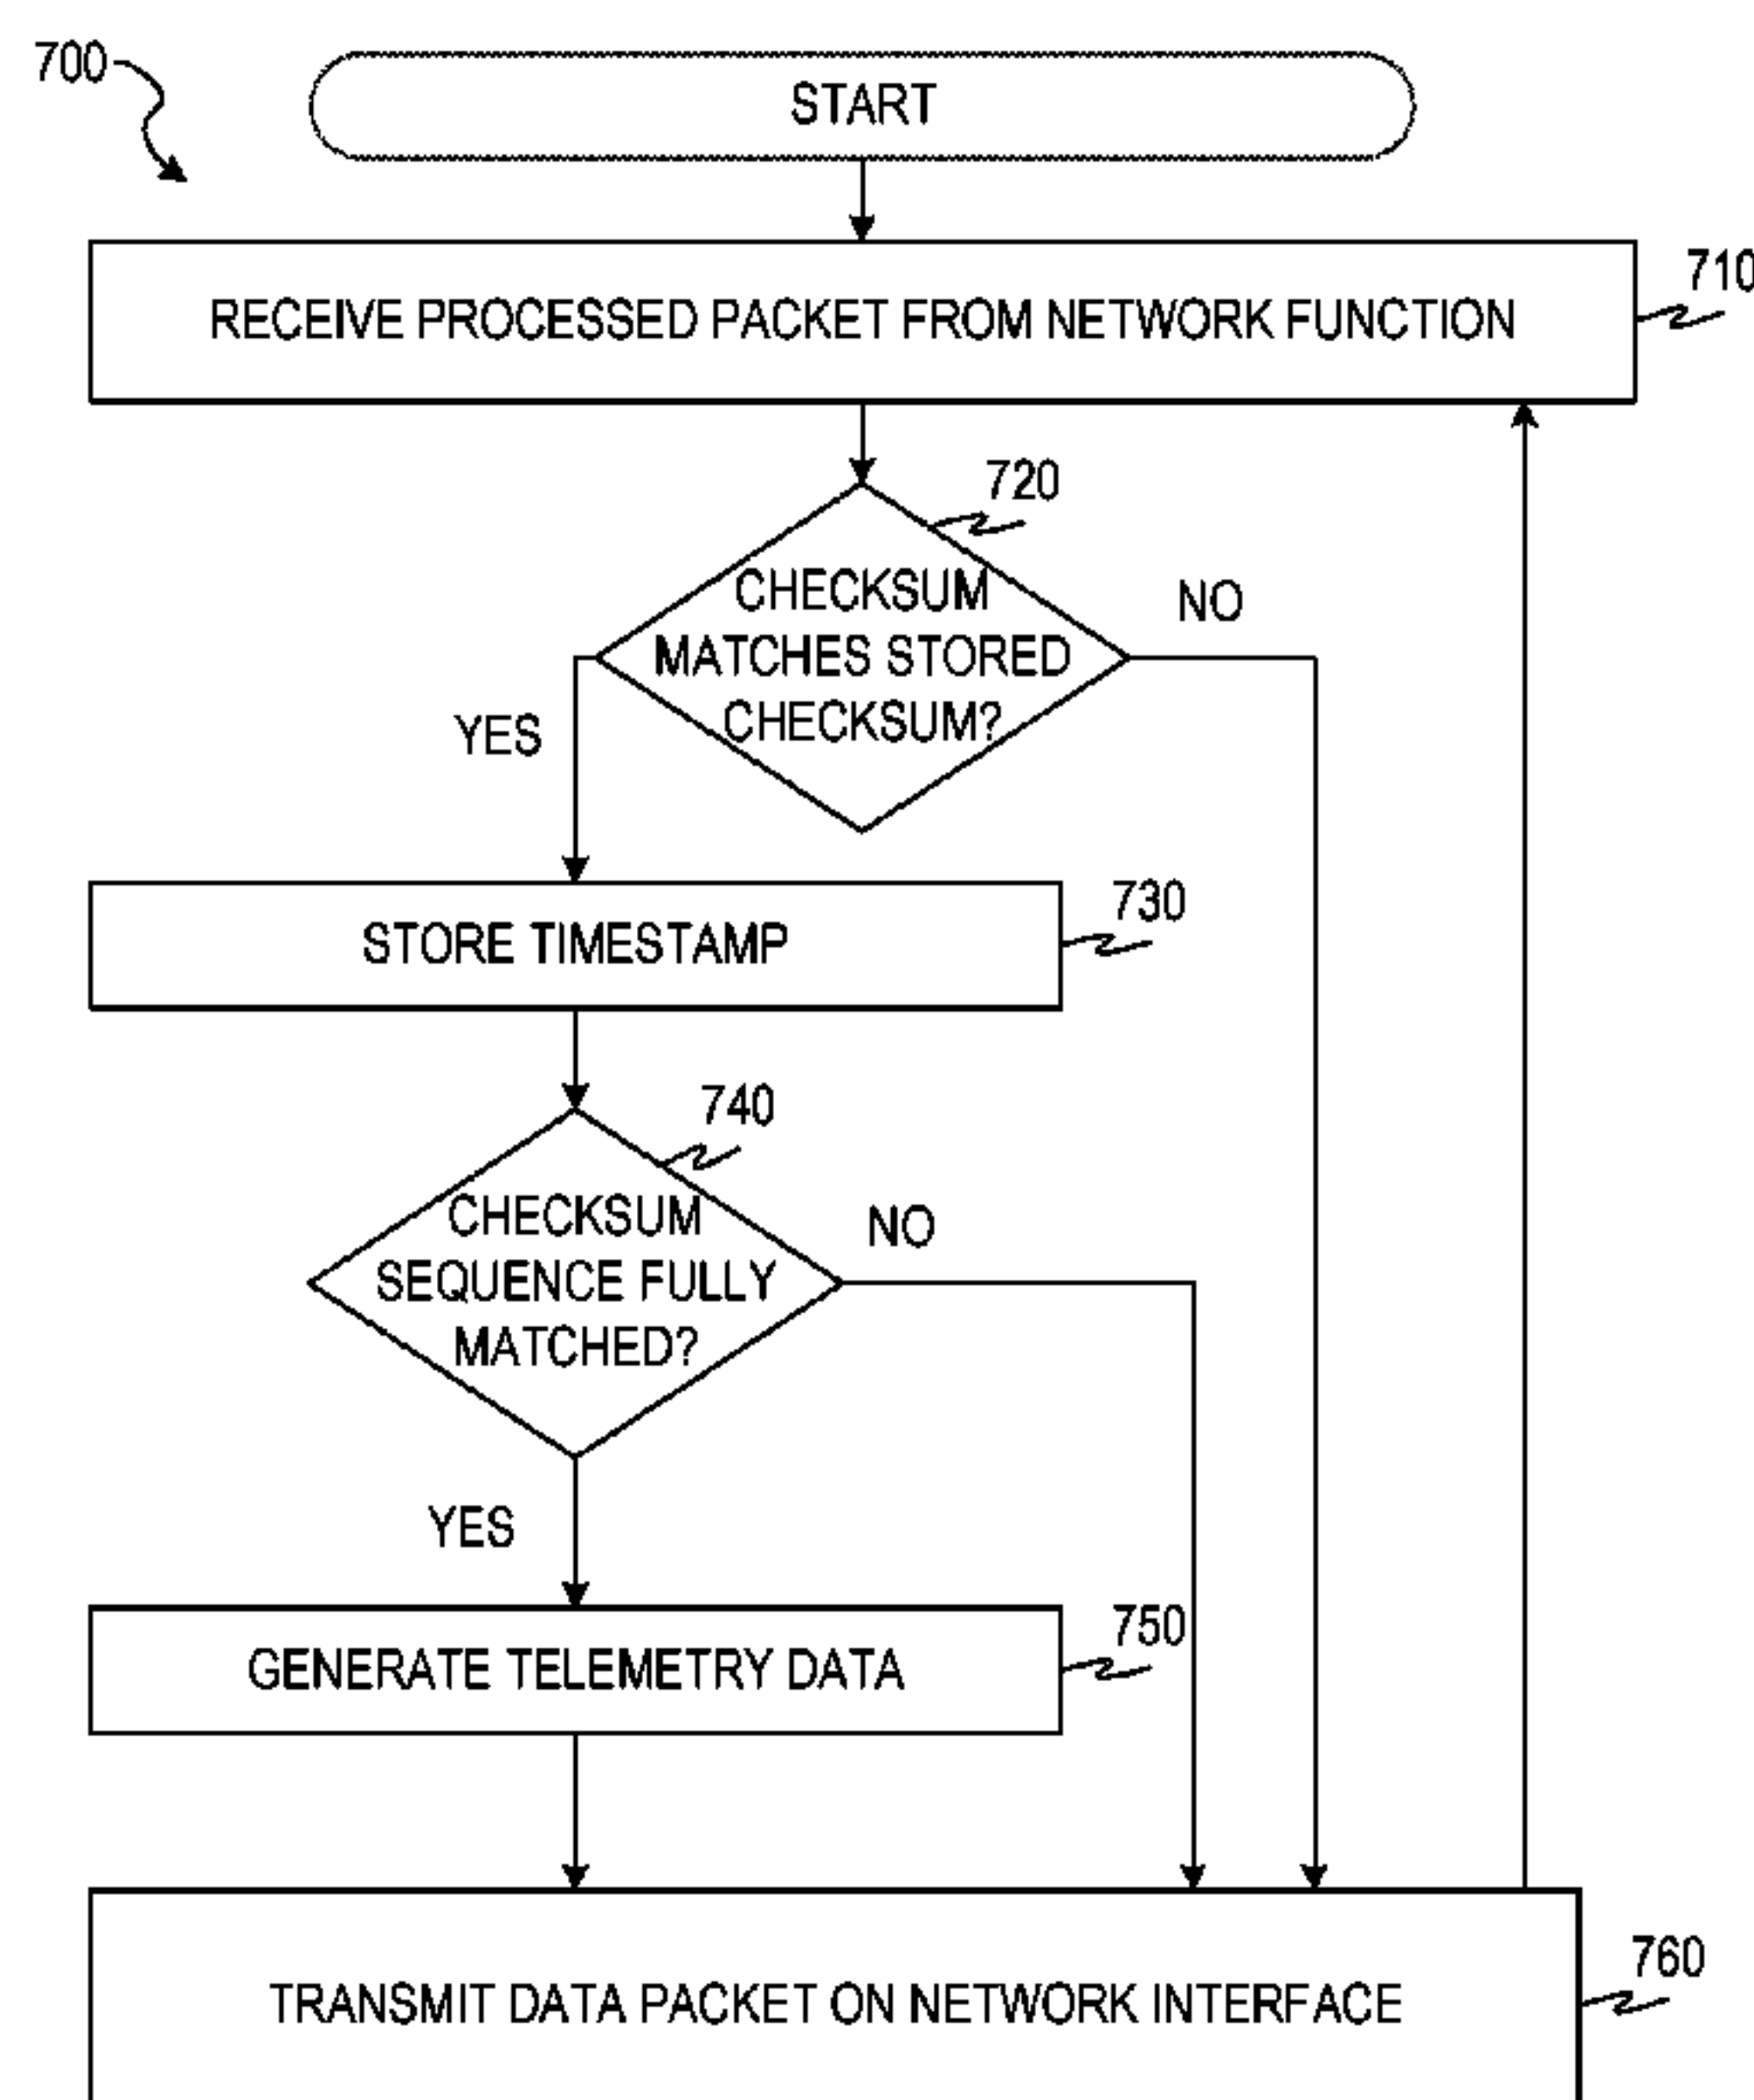 700
START
RECEIVE PROCESSED PACKET FROM NETWORK FUNCTION
710
720
CHECKSUM
MATCHES STORED
CHECKSUM?
NO
YES
STORE TIMESTAMP
730
740
CHECKSUM
SEQUENCE FULLY
MATCHED?
NO
YES
GENERATE TELEMETRY DATA
750
TRANSMIT DATA PACKET ON NETWORK INTERFACE
760